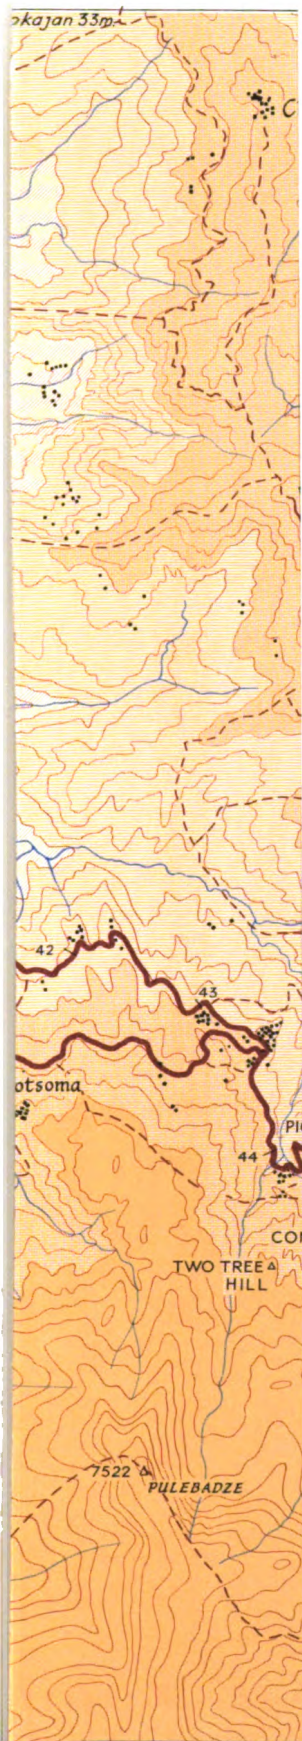 okajan 33m.
C
42
43
otsoma
PI
44
CO
TWO TREE
HILL
7522
PULEBADZE